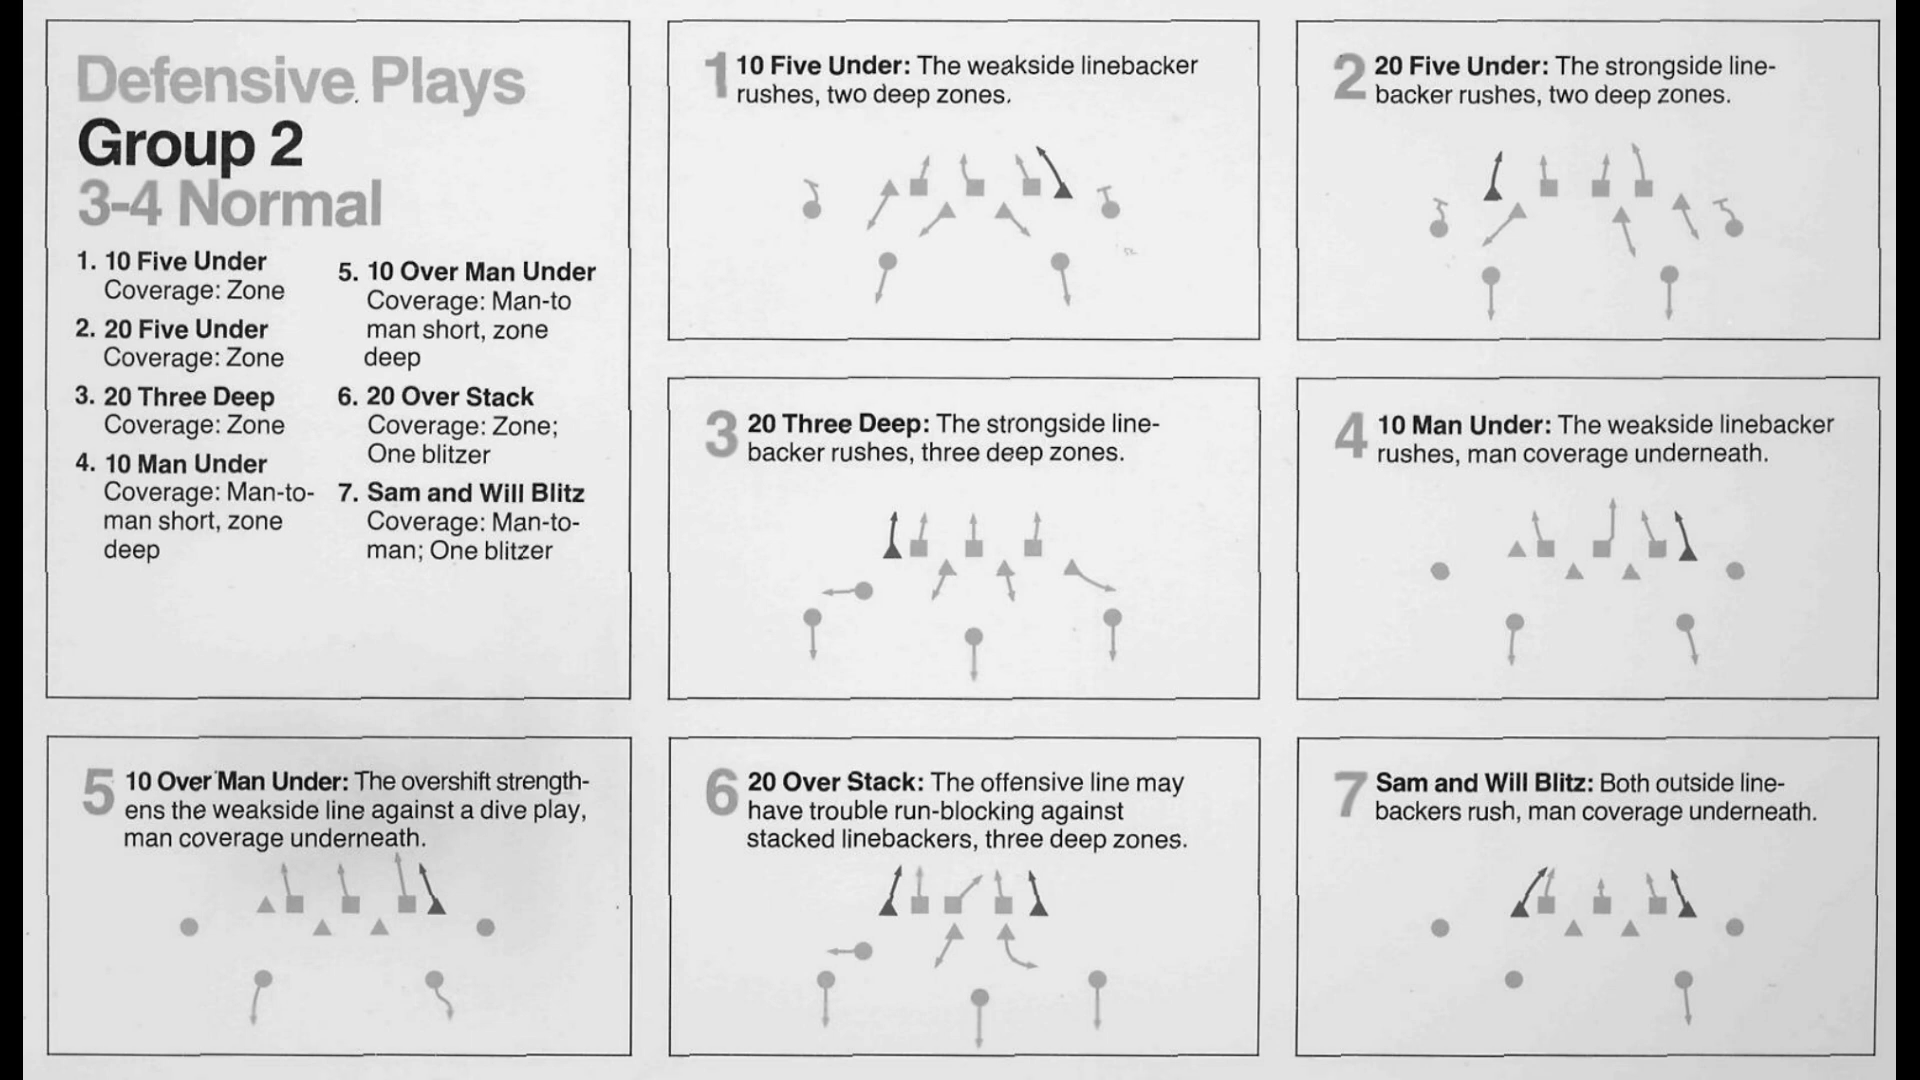 Defensive Plays
Group 2
3-4 Normal
1. 10 Five Under
Coverage: Zone
2. 20 Five Under
Coverage: Zone
3. 20 Three Deep
Coverage: Zone
4. 10 Man Under
Coverage: Man-to-
man short, zone
deep
5. 10 Over Man Under
Coverage: Man-to
man short, zone
deep
6. 20 Over Stack
Coverage: Zone;
One blitzer
7. Sam and Will Blitz
Coverage: Man-to-
man; One blitzer
1 10 Five Under: The weakside linebacker
rushes, two deep zones.
2 20 Five Under: The strongside line-
backer rushes, two deep zones.
3 20 Three Deep: The strongside line-
backer rushes, three deep zones.
4 10 Man Under: The weakside linebacker
rushes, man coverage underneath.
5 10 Over Man Under: The overshift strength-
ens the weakside line against a dive play,
man coverage underneath.
6 20 Over Stack: The offensive line may
have trouble run-blocking against
stacked linebackers, three deep zones.
7 Sam and Will Blitz: Both outside line-
backers rush, man coverage underneath.